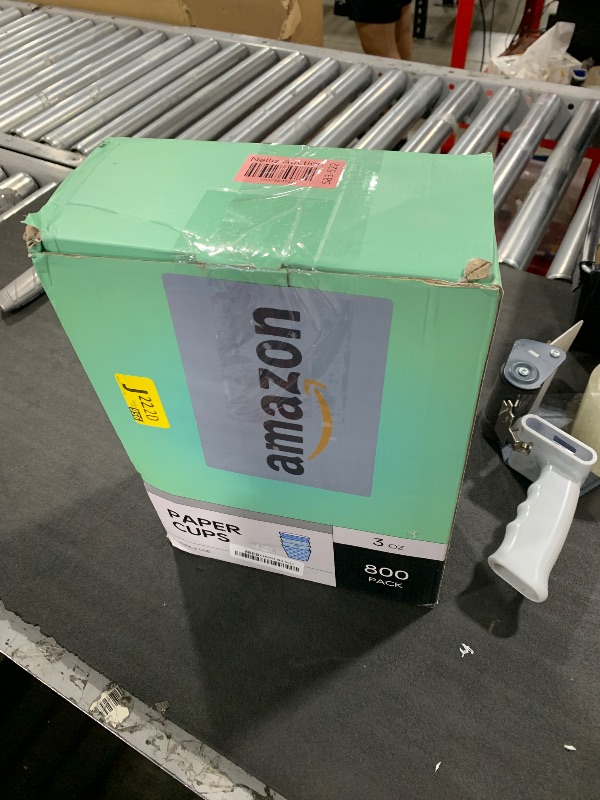 Nellis Auction
amazon
J 22.20
PAPER
CUPS
3 OZ
800
PACK